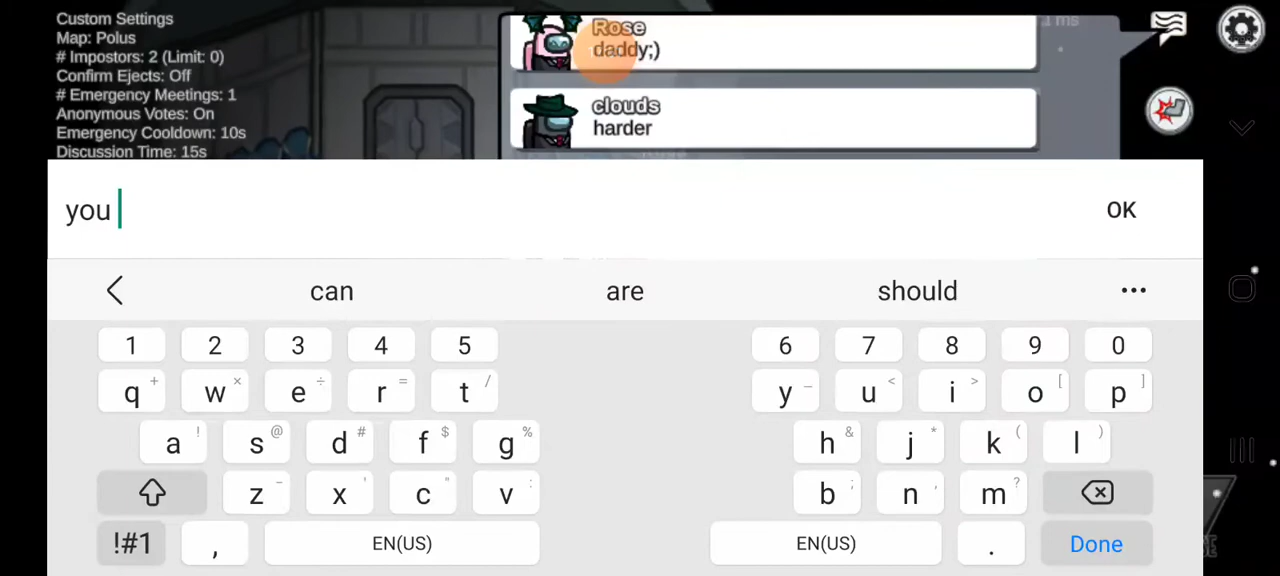 Custom Settings
Map: Polus
# Impostors: 2 (Limit: 0)
Confirm Ejects: Off
# Emergency Meetings: 1
Anonymous Votes: On
Emergency Cooldown: 10s
Discussion Time: 15s
Rose
daddy;)
clouds
harder
ms
you
OK
can are should ...
1 2 3 4 5 6 7 8 9 0
q + w × e ÷ r = t / y _ u < i > o [ p ]
a ! s @ d # f $ g % h & j * k ( l )
z - x ' c " v : b ; n , m ?
!#1 , EN(US) EN(US) . Done